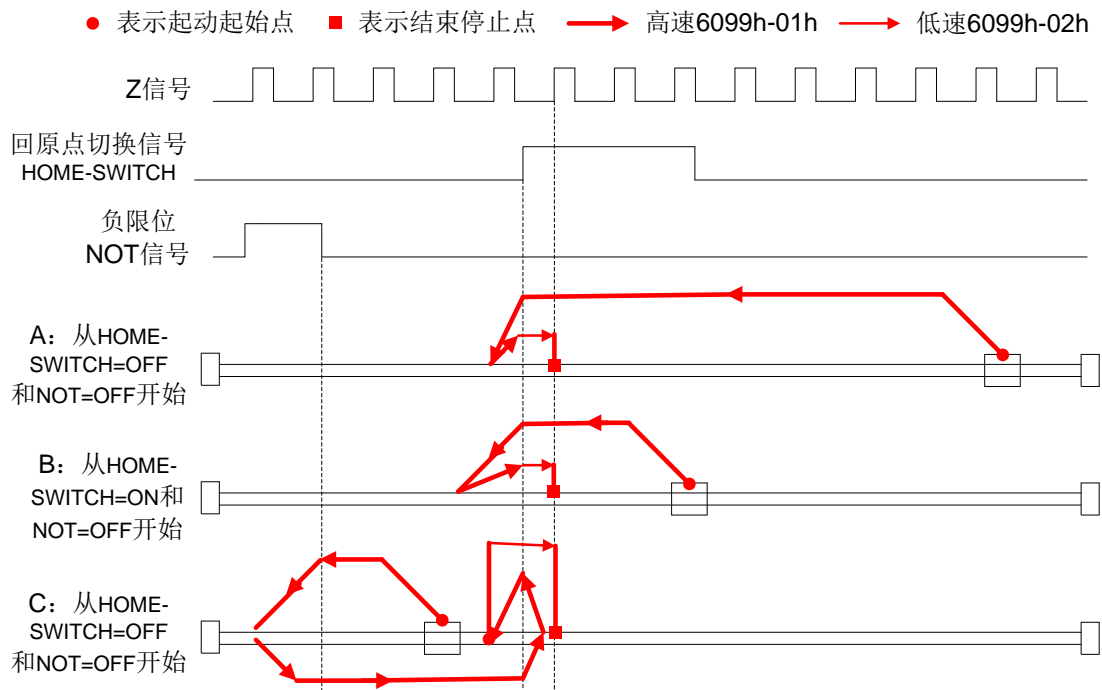 表示起动起始点 表示结束停止点 高速6099h-01h 低速6099h-02h
Z信号
回原点切换信号
HOME-SWITCH
负限位
NOT信号
A：从HOME-
SWITCH=OFF
和NOT=OFF开始
B：从HOME-
SWITCH=ON和
NOT=OFF开始
C：从HOME-
SWITCH=OFF
和NOT=OFF开始